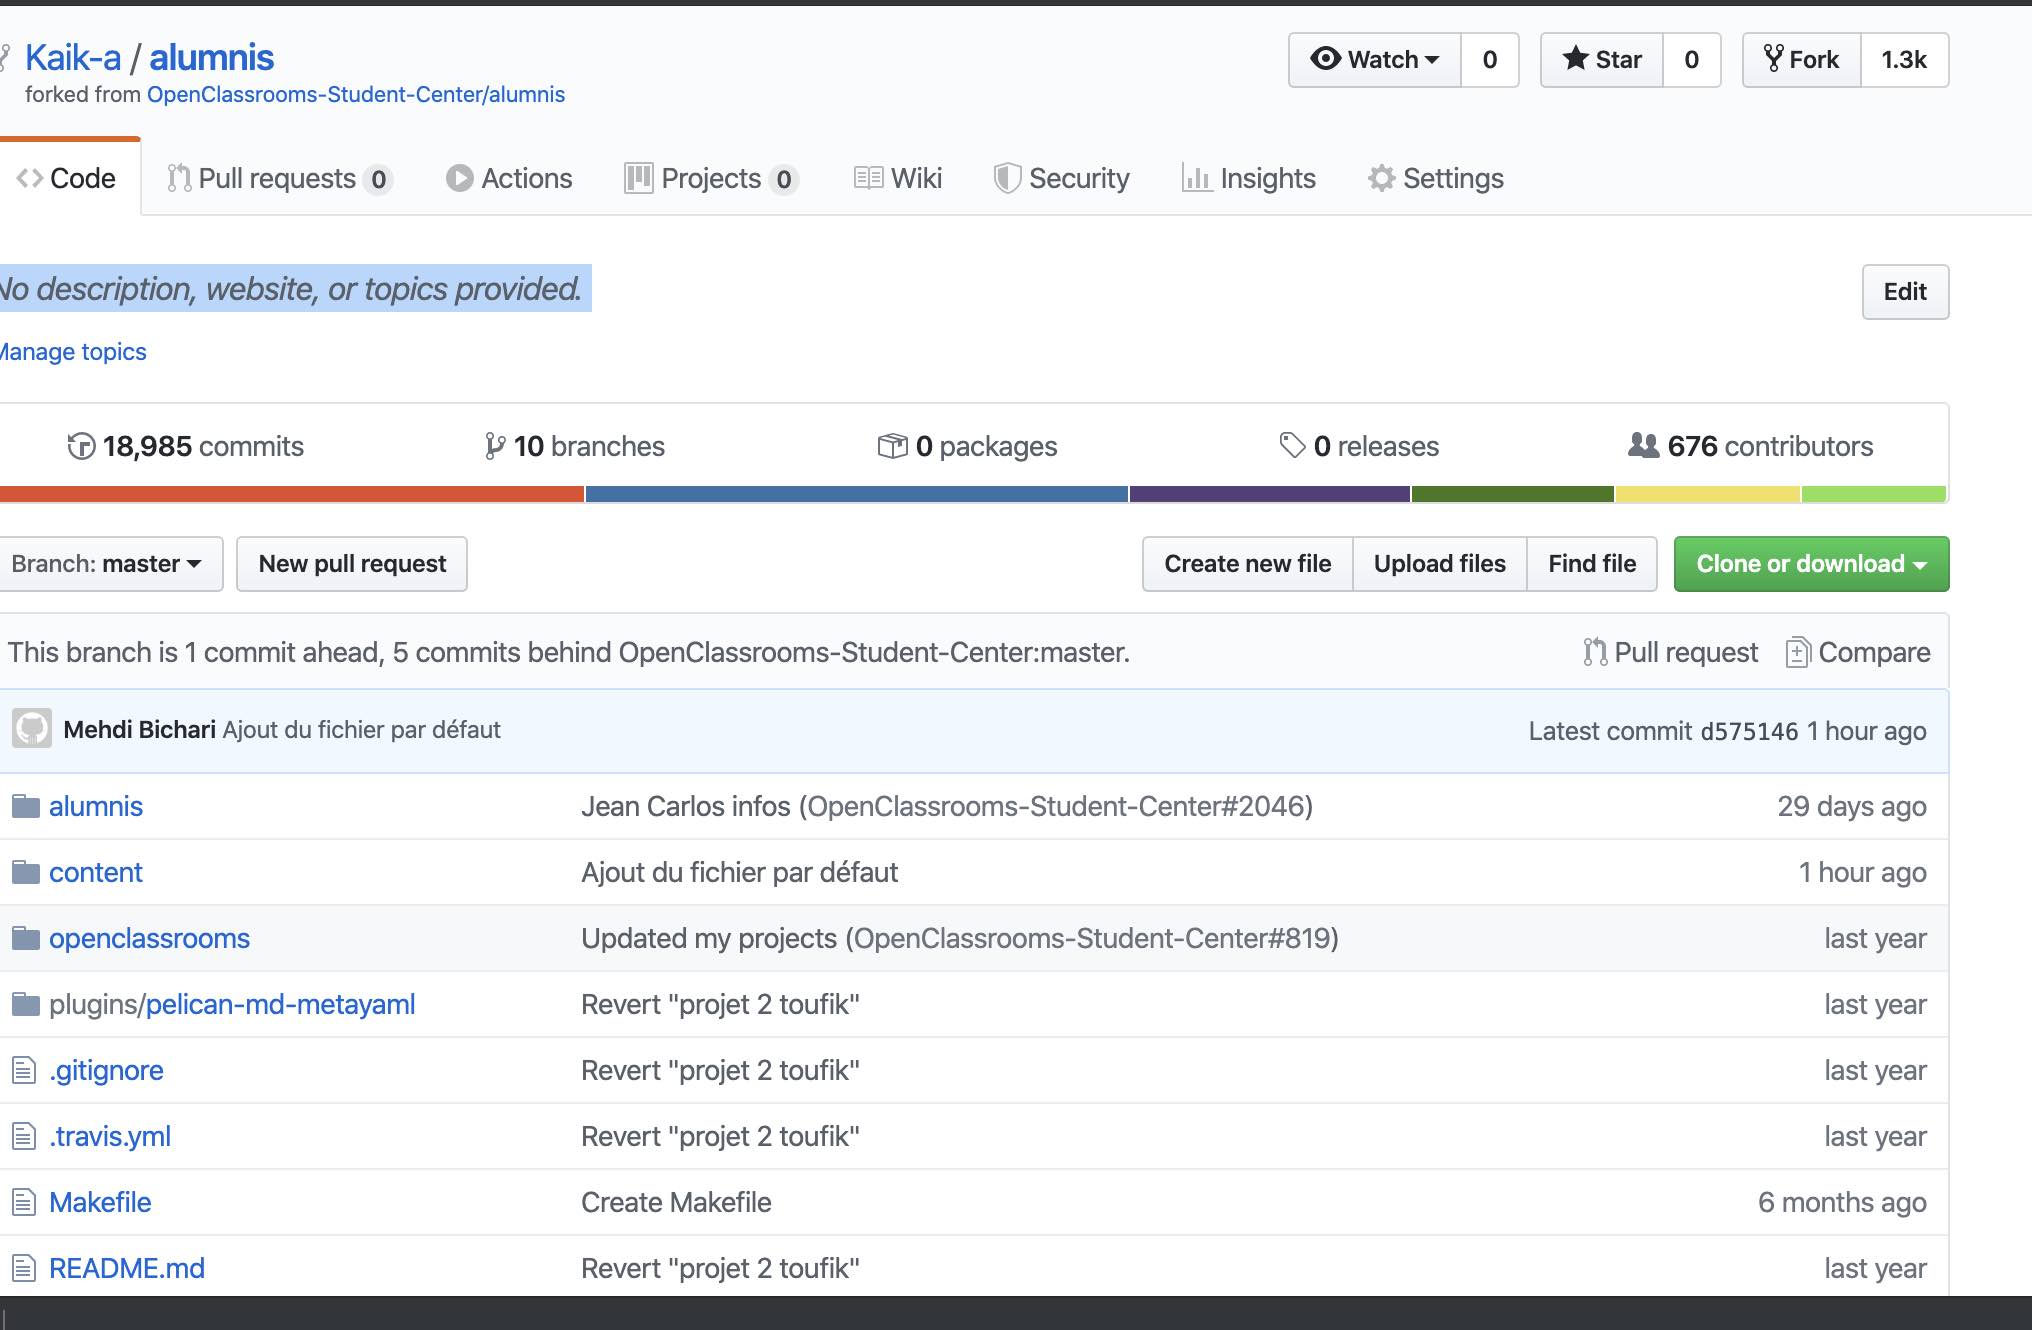 Kaik-a / alumnis
Watch 0 Star 0 Fork 1.3k
forked from OpenClassrooms-Student-Center/alumnis
Code Pull requests 0 Actions Projects 0 Wiki Security Insights Settings
No description, website, or topics provided.
Edit
Manage topics
18,985 commits 10 branches 0 packages 0 releases 676 contributors
Branch: master New pull request Create new file Upload files Find file Clone or download
This branch is 1 commit ahead, 5 commits behind OpenClassrooms-Student-Center:master. Pull request Compare
Mehdi Bichari Ajout du fichier par défaut Latest commit d575146 1 hour ago
alumnis Jean Carlos infos (OpenClassrooms-Student-Center#2046) 29 days ago
content Ajout du fichier par défaut 1 hour ago
openclassrooms Updated my projects (OpenClassrooms-Student-Center#819) last year
plugins/pelican-md-metayaml Revert "projet 2 toufik" last year
.gitignore Revert "projet 2 toufik" last year
.travis.yml Revert "projet 2 toufik" last year
Makefile Create Makefile 6 months ago
README.md Revert "projet 2 toufik" last year